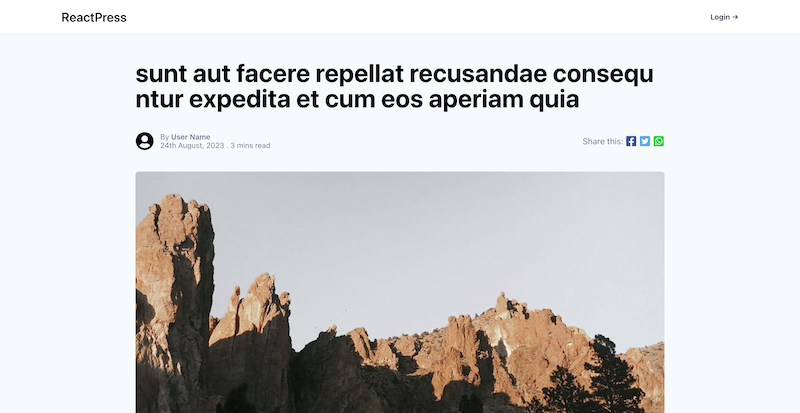 ReactPress
Login →
sunt aut facere repellat recusandae consequ
ntur expedita et cum eos aperiam quia
By User Name
24th August, 2023 . 3 mins read
Share this: